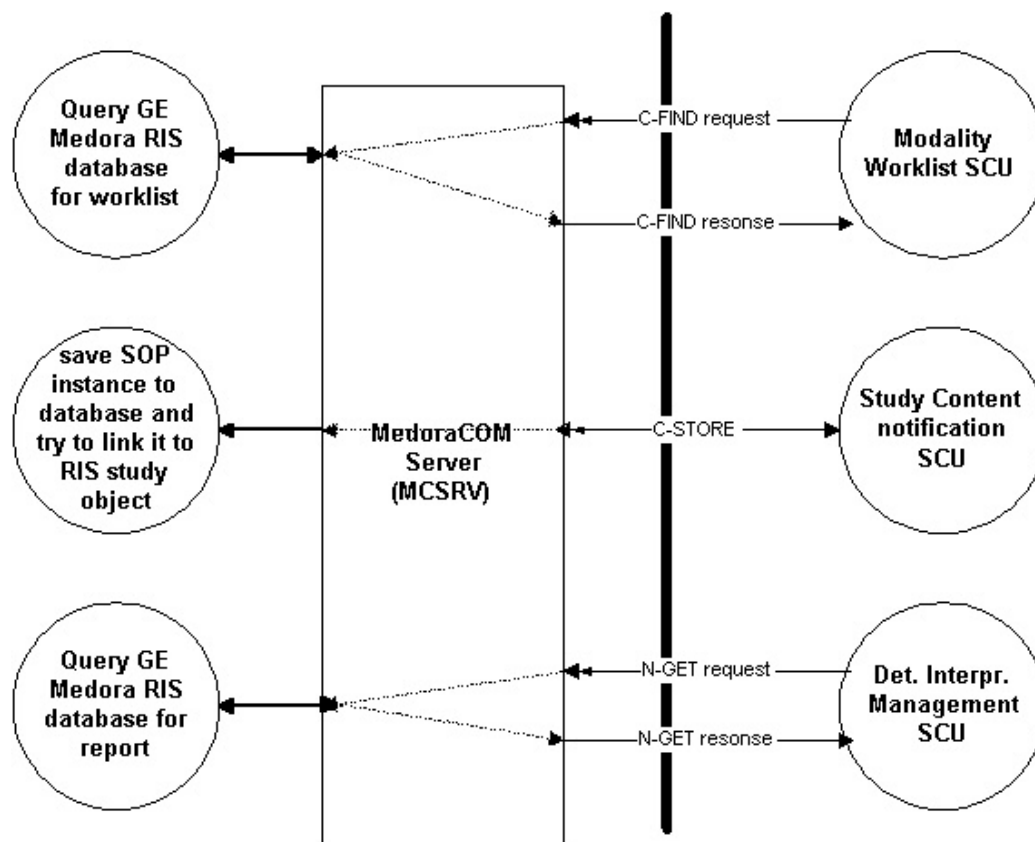 Query GE
Medora RIS
database
for worklist
C-FIND request
C-FIND resonse
Modality
Worklist SCU
save SOP
instance to
database and
try to link it to
RIS study
object
MedoraCOM
Server
(MCSRV)
C-STORE
Study Content
notification
SCU
Query GE
Medora RIS
database for
report
N-GET request
N-GET resonse
Det. Interpr.
Management
SCU